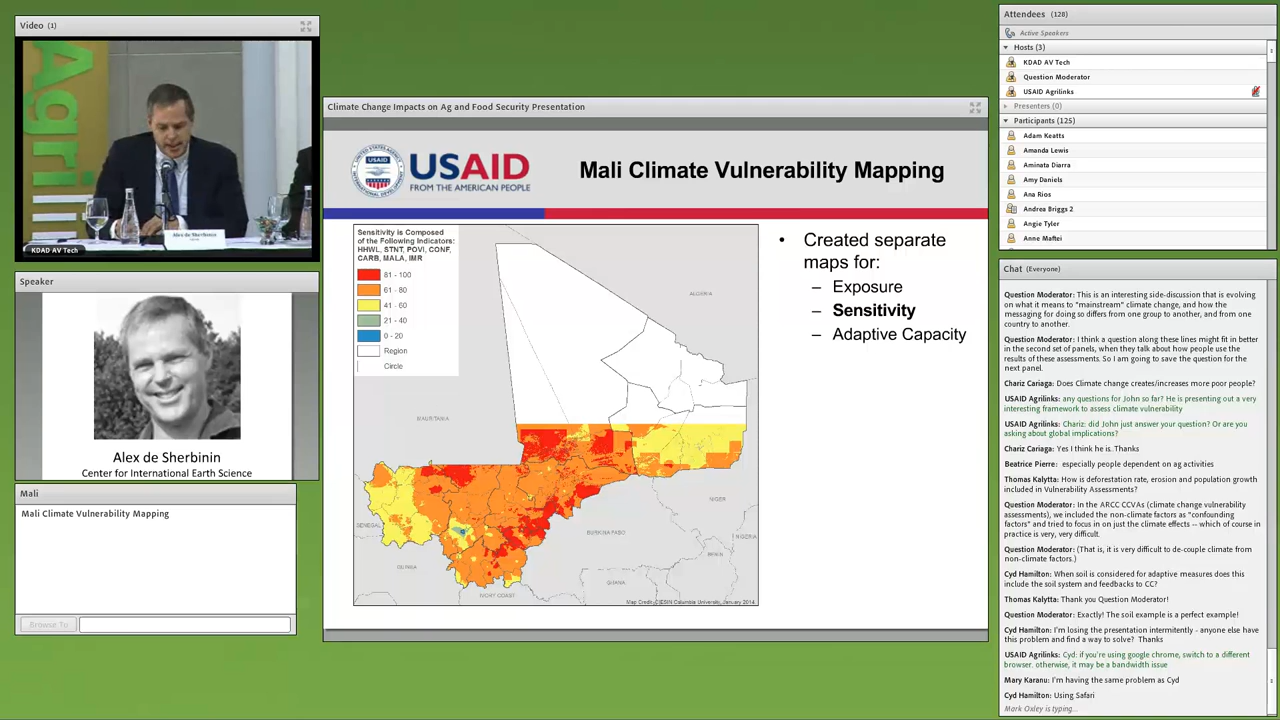 Video (1)
Agrilinks
Alex de Sherbinin
KDAD AV Tech
Speaker
Alex de Sherbinin
Center for International Earth Science
Mali
Mali Climate Vulnerability Mapping
Browse To
Climate Change Impacts on Ag and Food Security Presentation
USAID
USAID
FROM THE AMERICAN PEOPLE
Mali Climate Vulnerability Mapping
Sensitivity is Composed
of the Following Indicators:
HHWL, STNT, POVI, CONF,
CARB, MALA, IMR
81 - 100
61 - 80
41 - 60
21 - 40
0 - 20
Region
Circle
ALGERIA
MAURITANIA
SENEGAL
NIGER
BURKINA FASO
NIGERIA
BENIN
GUINEA
GHANA
IVORY COAST
Map Credit: CIESIN Columbia University, January 2014
• Created separate
maps for:
– Exposure
– Sensitivity
– Adaptive Capacity
Attendees (128)
Active Speakers
Hosts (3)
KDAD AV Tech
Question Moderator
USAID Agrilinks
Presenters (0)
Participants (125)
Adam Keatts
Amanda Lewis
Aminata Diarra
Amy Daniels
Ana Rios
Andrea Briggs 2
Angie Tyler
Anne Maftei
Chat (Everyone)
Question Moderator: This is an interesting side-discussion that is evolving
on what it means to "mainstream" climate change, and how the
messaging for doing so differs from one group to another, and from one
country to another.
Question Moderator: I think a question along these lines might fit in better
in the second set of panels, when they talk about how people use the
results of these assessments. So I am going to save the question for the
next panel.
Chariz Cariaga: Does Climate change creates/increases more poor people?
USAID Agrilinks: any questions for John so far? He is presenting out a very
interesting framework to assess climate vulnerability
USAID Agrilinks: Chariz: did John just answer your question? Or are you
asking about global implications?
Chariz Cariaga: Yes I think he is..Thanks
Beatrice Pierre: especially people dependent on ag activities
Thomas Kalytta: How is deforestation rate, erosion and population growth
included in Vulnerability Assessments?
Question Moderator: In the ARCC CCVAs (climate change vulnerability
assessments), we included the non-climate factors as "confounding
factors" and tried to focus in on just the climate effects -- which of course in
practice is very, very difficult.
Question Moderator: (That is, it is very difficult to de-couple climate from
non-climate factors.)
Cyd Hamilton: When soil is considered for adaptive measures does this
include the soil system and feedbacks to CC?
Thomas Kalytta: Thank you Question Moderator!
Question Moderator: Exactly! The soil example is a perfect example!
Cyd Hamilton: I'm losing the presentation intermitently - anyone else have
this problem and find a way to solve? Thanks
USAID Agrilinks: Cyd: if you're using google chrome, switch to a different
browser. otherwise, it may be a bandwidth issue
Mary Karanu: I'm having the same problem as Cyd
Cyd Hamilton: Using Safari
Mark Oxley is typing...